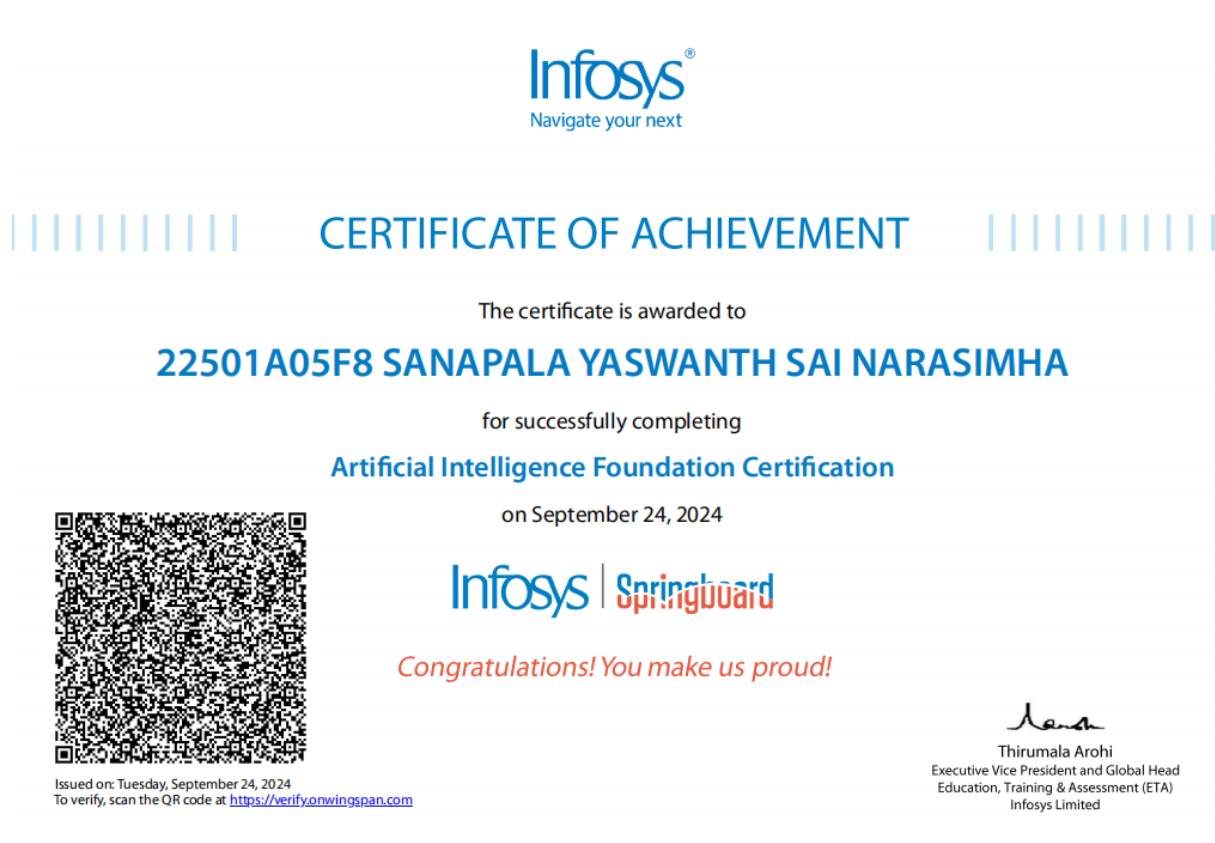 Infosys®
Navigate your next
CERTIFICATE OF ACHIEVEMENT
The certificate is awarded to
22501A05F8 SANAPALA YASWANTH SAI NARASIMHA
for successfully completing
Artificial Intelligence Foundation Certification
on September 24, 2024
Infosys | Springboard
Congratulations! You make us proud!
Issued on: Tuesday, September 24, 2024
To verify, scan the QR code at https://verify.onwingspan.com
Thirumala Arohi
Executive Vice President and Global Head
Education, Training & Assessment (ETA)
Infosys Limited